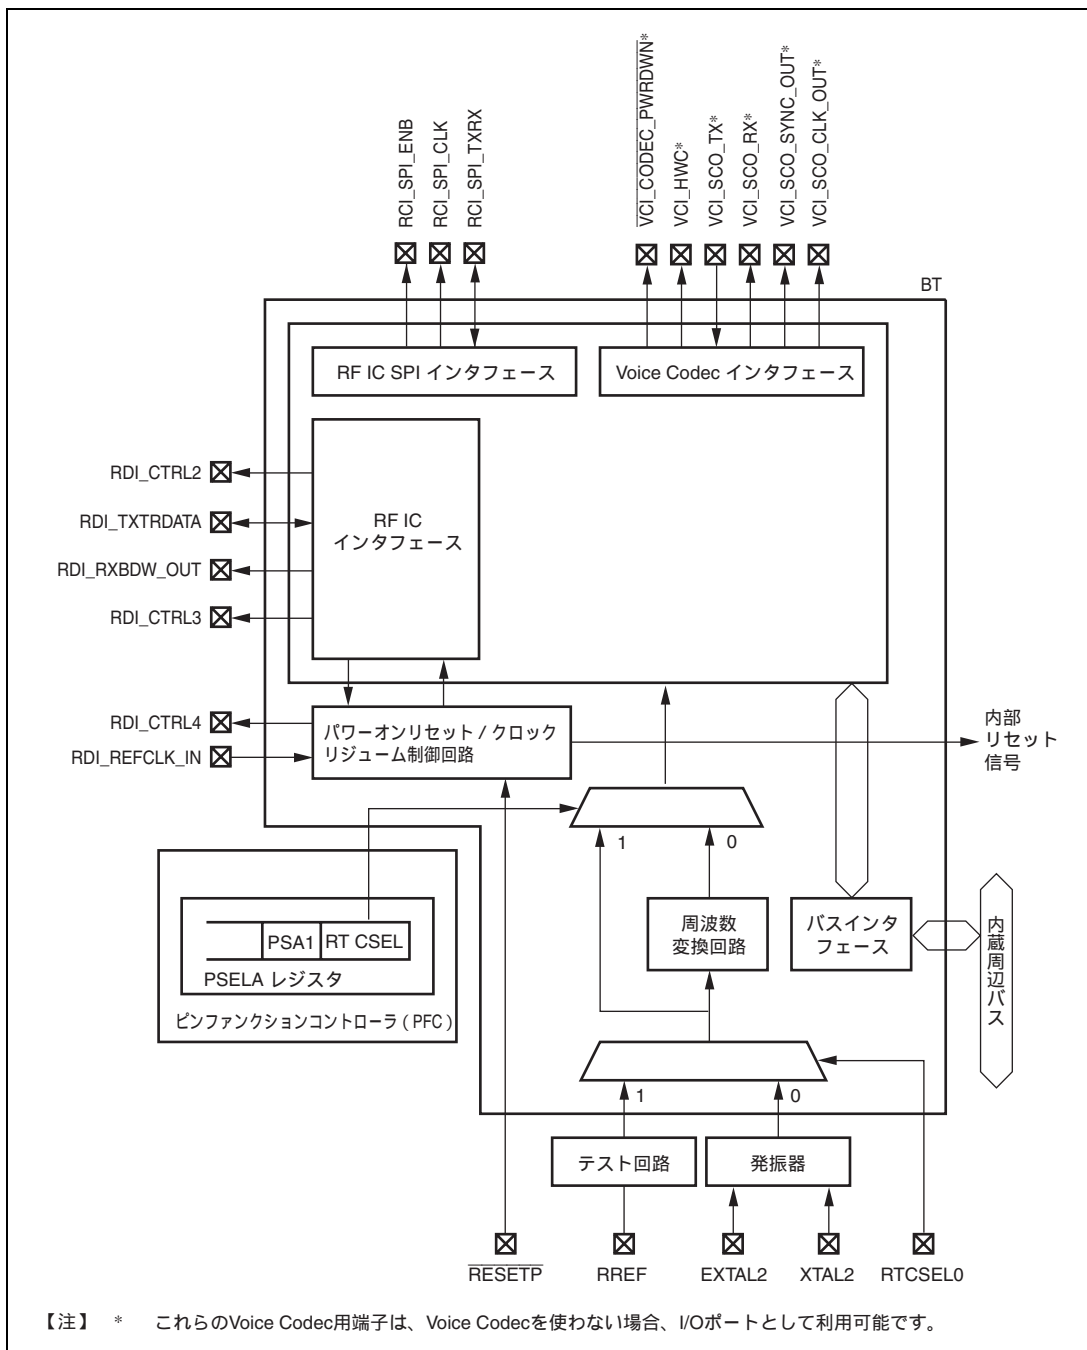 RCI_SPI_ENB
RCI_SPI_CLK
RCI_SPI_TXRX
VCI_CODEC_PWRDWN*
VCI_HWC*
VCI_SCO_TX*
VCI_SCO_RX*
VCI_SCO_SYNC_OUT*
VCI_SCO_CLK_OUT*
BT
RF IC SPI インタフェース
Voice Codec インタフェース
RDI_CTRL2
RDI_TXTRDATA
RDI_RXBDW_OUT
RDI_CTRL3
RF IC
インタフェース
RDI_CTRL4
RDI_REFCLK_IN
パワーオンリセット / クロック
リジューム制御回路
内部
リセット
信号
1
0
PSA1
RT CSEL
PSELA レジスタ
ピンファンクションコントローラ ( PFC )
周波数
変換回路
バスインタ
フェース
内蔵周辺バス
1
0
テスト回路
発振器
RESETP
RREF
EXTAL2
XTAL2
RTCSEL0
【注】 * これらのVoice Codec用端子は、Voice Codecを使わない場合、I/Oポートとして利用可能です。